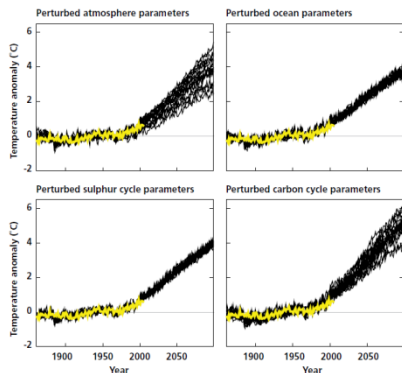 Perturbed atmosphere parameters
Perturbed ocean parameters
Temperature anomaly (°C)
6
4
2
0
-2
Perturbed sulphur cycle parameters
Perturbed carbon cycle parameters
Temperature anomaly (°C)
6
4
2
0
-2
1900 1950 2000 2050
1900 1950 2000 2050
Year
Year